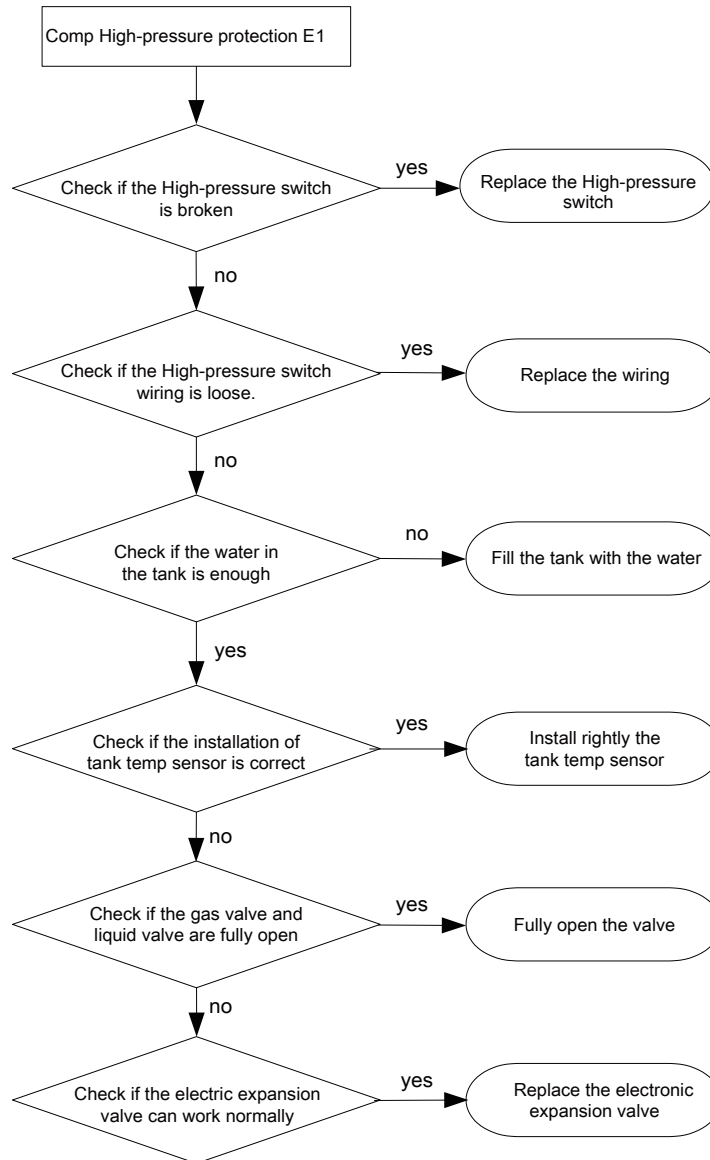 Comp High-pressure protection E1
Check if the High-pressure switch
is broken
yes
Replace the High-pressure
switch
no
Check if the High-pressure switch
wiring is loose.
yes
Replace the wiring
no
Check if the water in
the tank is enough
no
Fill the tank with the water
yes
Check if the installation of
tank temp sensor is correct
yes
Install rightly the
tank temp sensor
no
Check if the gas valve and
liquid valve are fully open
yes
Fully open the valve
no
Check if the electric expansion
valve can work normally
yes
Replace the electronic
expansion valve